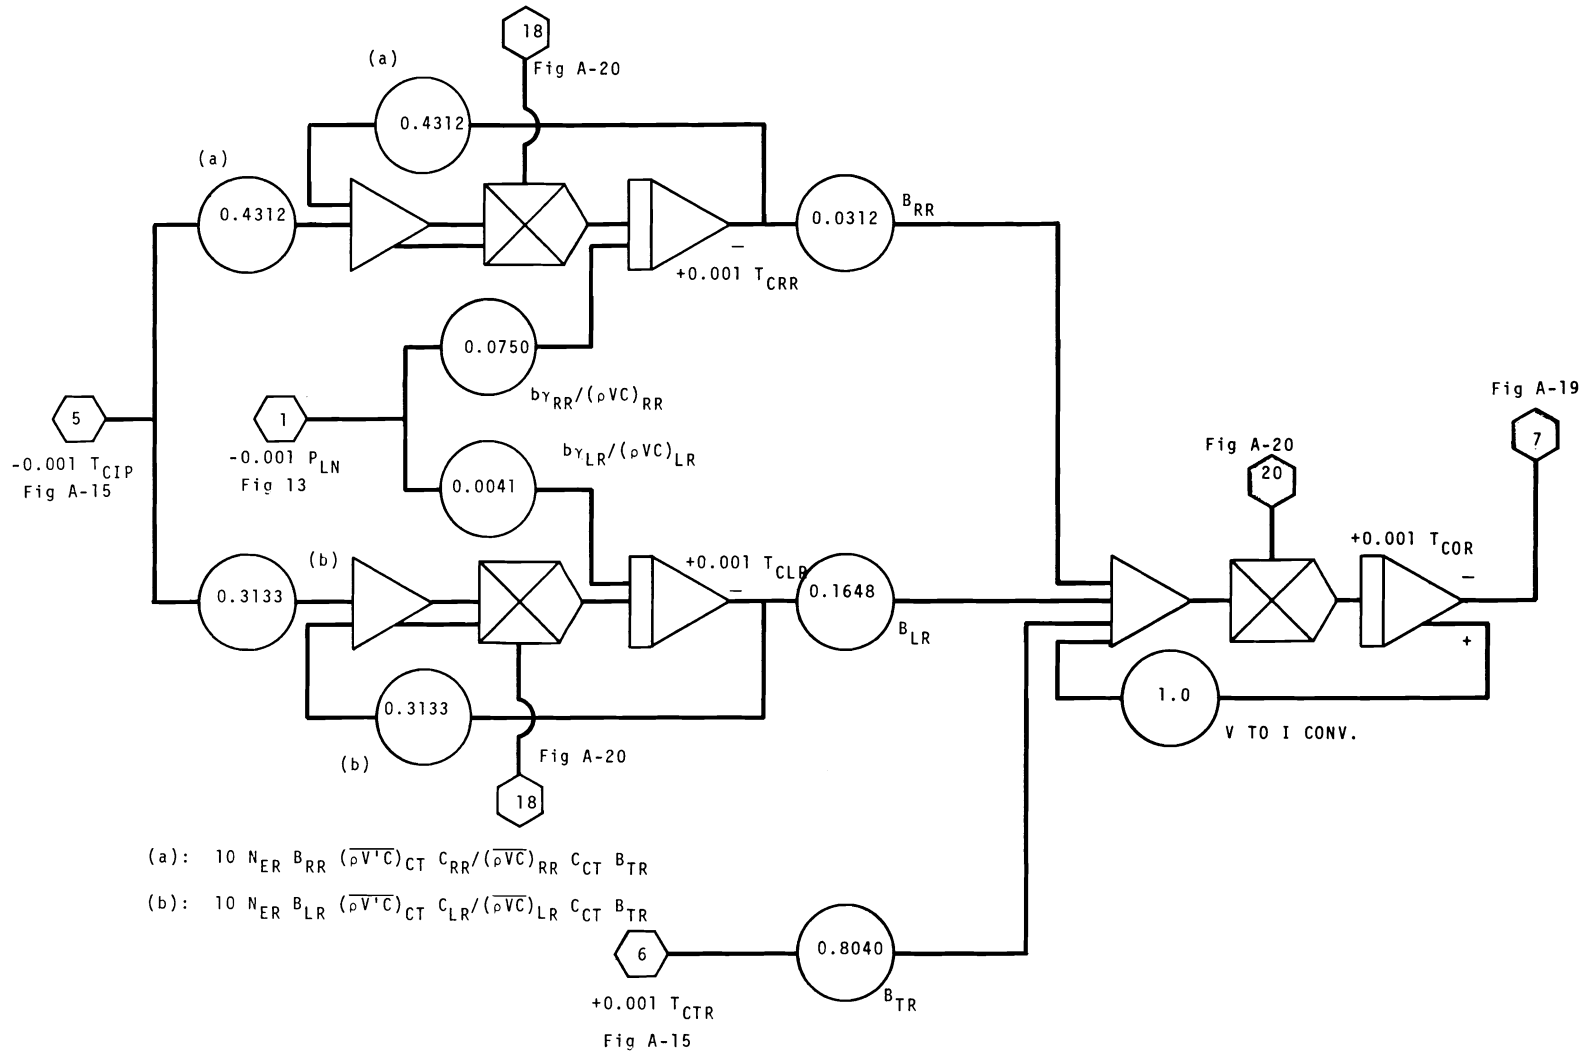 18
Fig A-20
(a)
0.4312
(a)
0.4312
0.0312
B_RR
−
+0.001 T_CRR
0.0750
bγ_RR/(ρVC)_RR
5
-0.001 T_CIP
Fig A-15
1
-0.001 P_LN
Fig 13
bγ_LR/(ρVC)_LR
0.0041
Fig A-19
7
Fig A-20
20
+0.001 T_COR
−
+
(b)
0.3133
+0.001 T_CLR
−
0.1648
B_LR
0.3133
(b)
1.0
V TO I CONV.
Fig A-20
18
(a): 10 N_ER B_RR (ρV'C)_CT C_RR/(ρVC)_RR C_CT B_TR
(b): 10 N_ER B_LR (ρV'C)_CT C_LR/(ρVC)_LR C_CT B_TR
6
+0.001 T_CTR
Fig A-15
0.8040
B_TR